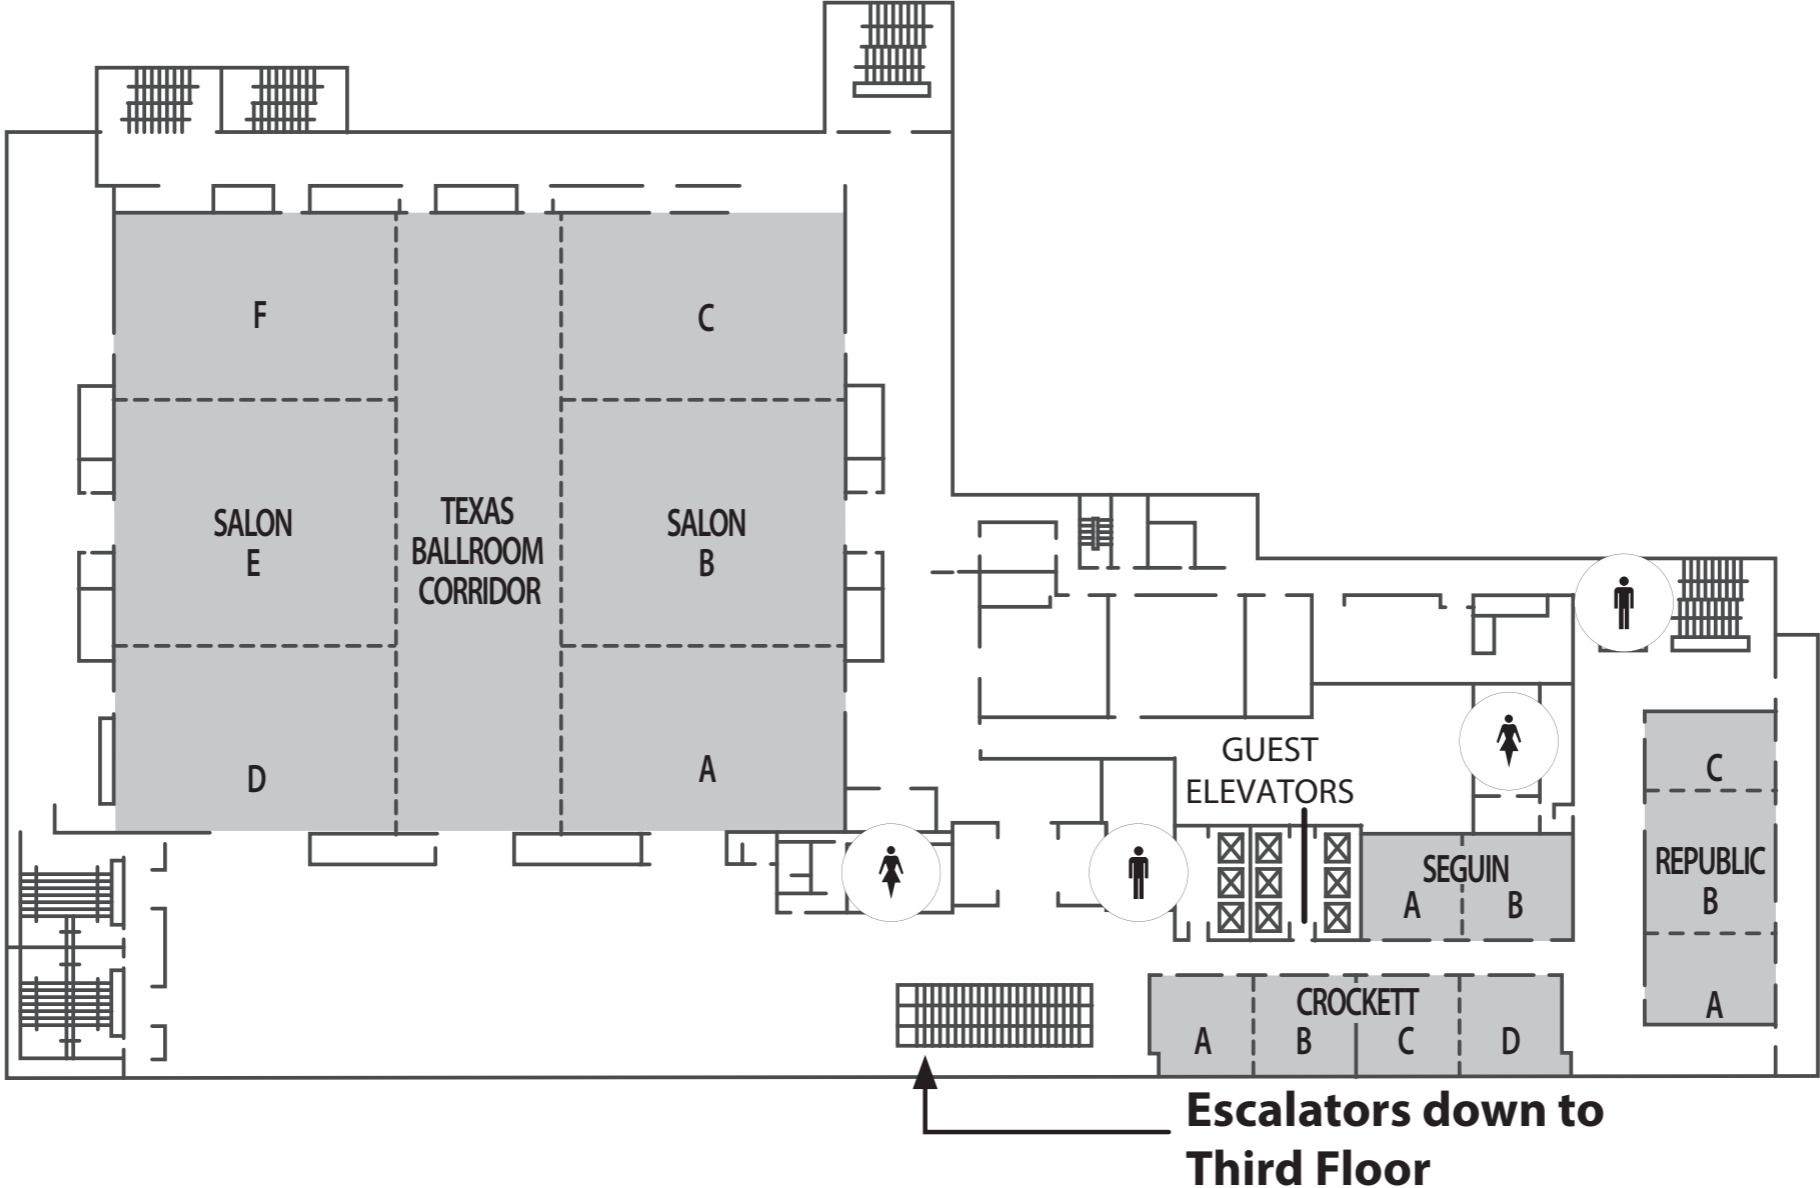 F
C
SALON
E
TEXAS
BALLROOM
CORRIDOR
SALON
B
D
A
GUEST
ELEVATORS
SEGUIN
A B
C
REPUBLIC
B
A
CROCKETT
A B C D
Escalators down to
Third Floor